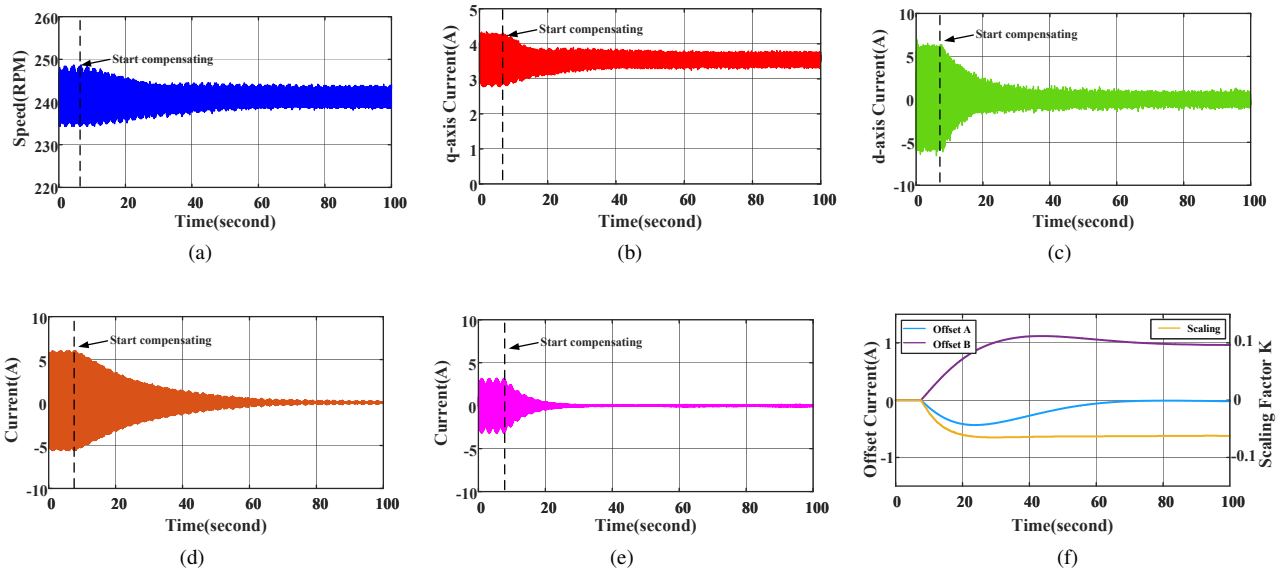 260
250
240
230
220
Speed(RPM)
Start compensating
0 20 40 60 80 100
Time(second)
(a)
5
4
3
2
1
0
q-axis Current(A)
Start compensating
0 20 40 60 80 100
Time(second)
(b)
10
5
0
-5
-10
d-axis Current(A)
Start compensating
0 20 40 60 80 100
Time(second)
(c)
10
5
0
-5
-10
Current(A)
Start compensating
0 20 40 60 80 100
Time(second)
(d)
10
5
0
-5
-10
Current(A)
Start compensating
0 20 40 60 80 100
Time(second)
(e)
1
0
-1
Offset Current(A)
Offset A
Offset B
Scaling
0.1
0
-0.1
Scaling Factor K
0 20 40 60 80 100
Time(second)
(f)